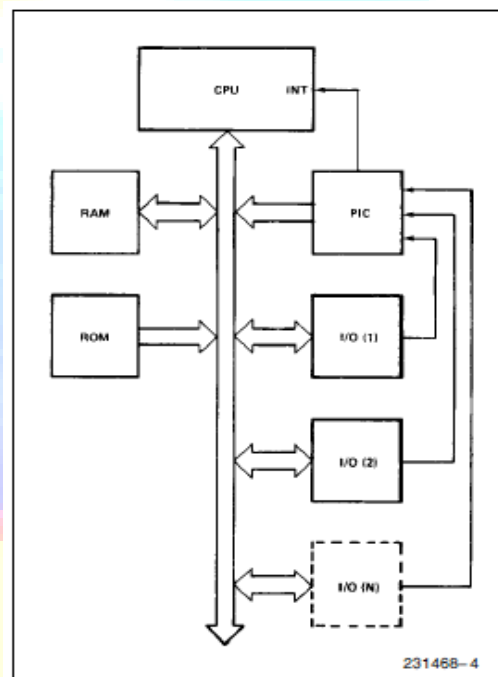 CPU INT
RAM
PIC
ROM
I/O (1)
I/O (2)
I/O (N)
231468-4